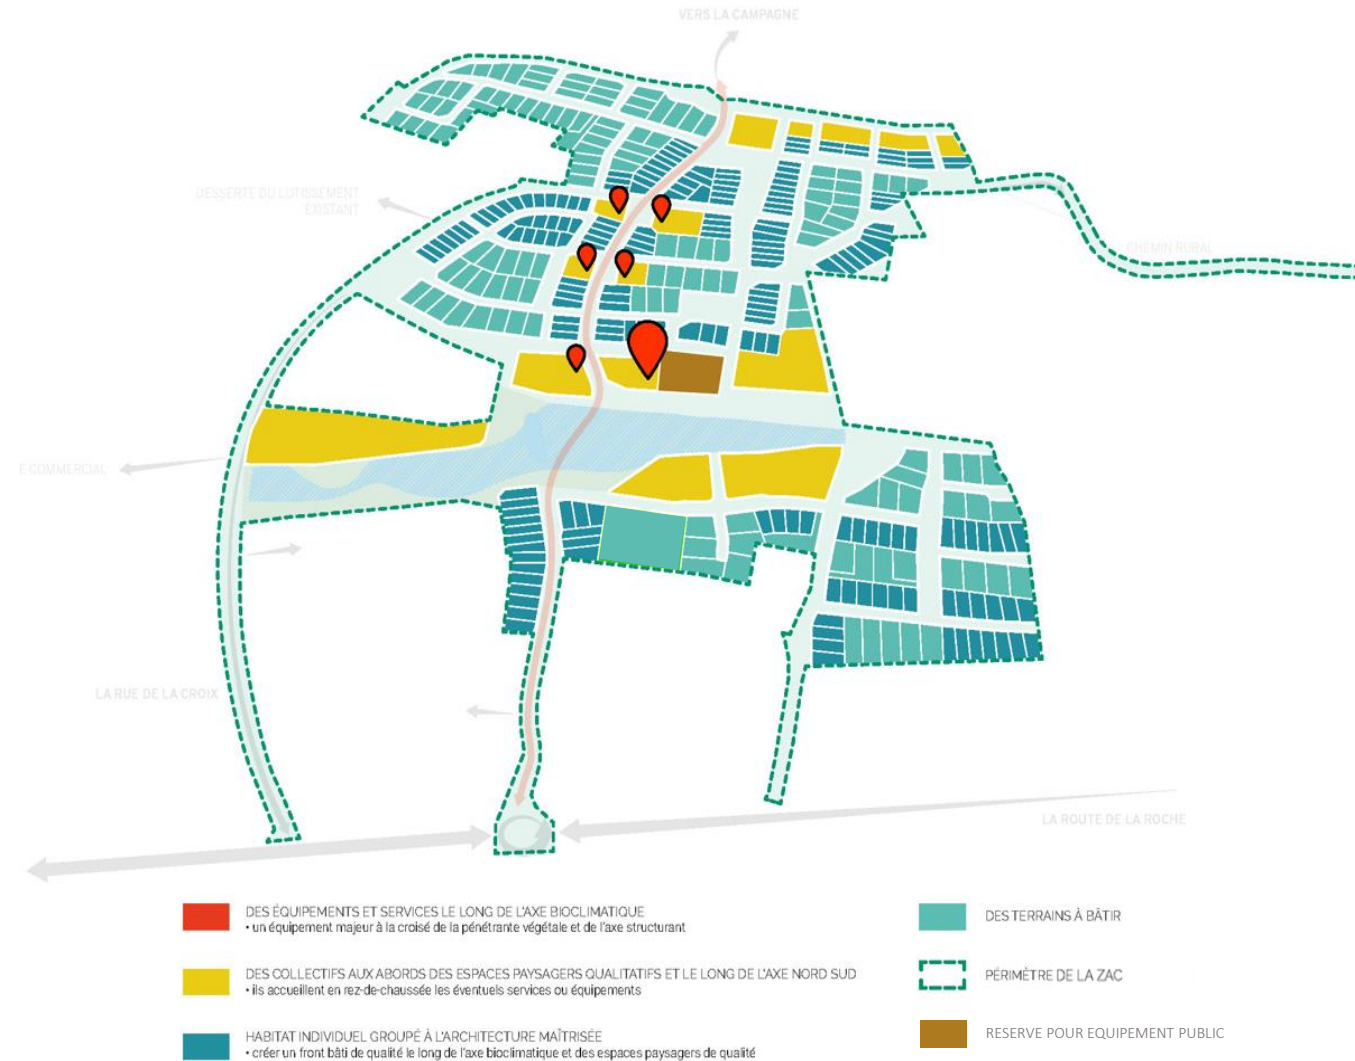 VERS LA CAMPAGNE
DESSERTE DU LOTISSEMENT
EXISTANT
CHEMIN RURAL
E COMMERCIAL
LA RUE DE LA CROIX
LA ROUTE DE LA ROCHE
DES ÉQUIPEMENTS ET SERVICES LE LONG DE L'AXE BIOCLIMATIQUE
• un équipement majeur à la croisé de la pénétrante végétale et de l'axe structurant
DES COLLECTIFS AUX ABORDS DES ESPACES PAYSAGERS QUALITATIFS ET LE LONG DE L'AXE NORD SUD
• ils accueillent en rez-de-chaussée les éventuels services ou équipements
HABITAT INDIVIDUEL GROUPÉ À L'ARCHITECTURE MAÎTRISÉE
• créer un front bâti de qualité le long de l'axe bioclimatique et des espaces paysagers de qualité
DES TERRAINS À BÂTIR
PÉRIMÈTRE DE LA ZAC
RESERVE POUR EQUIPEMENT PUBLIC